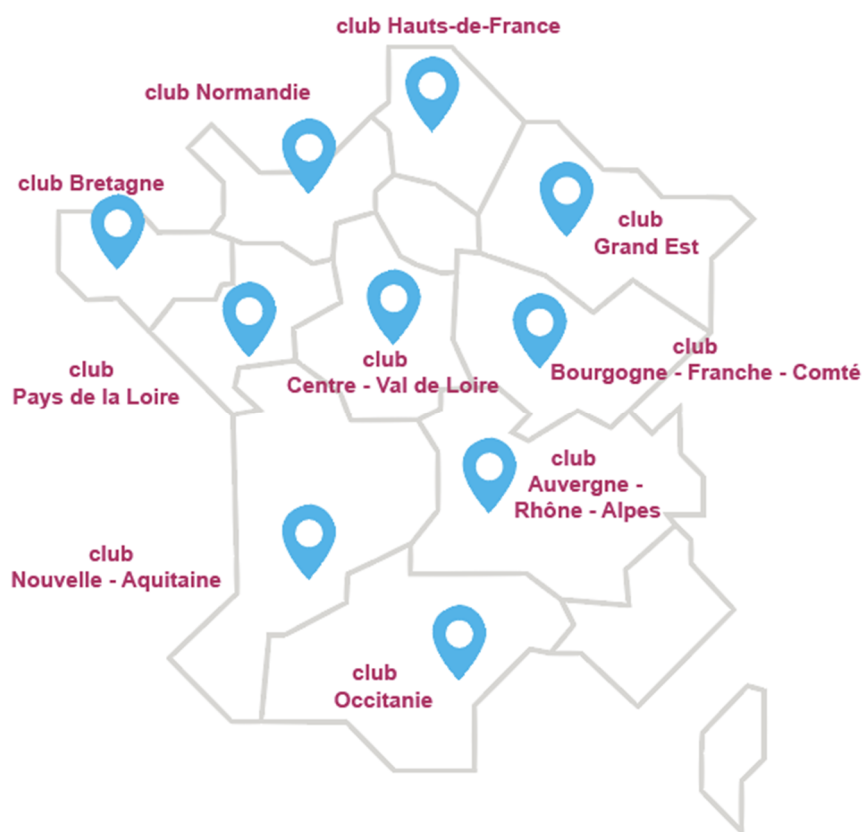 club Hauts-de-France
club Normandie
club Bretagne
club
Grand Est
club
Pays de la Loire
club
Centre - Val de Loire
club
Bourgogne - Franche - Comté
club
Auvergne -
Rhône - Alpes
club
Nouvelle - Aquitaine
club
Occitanie